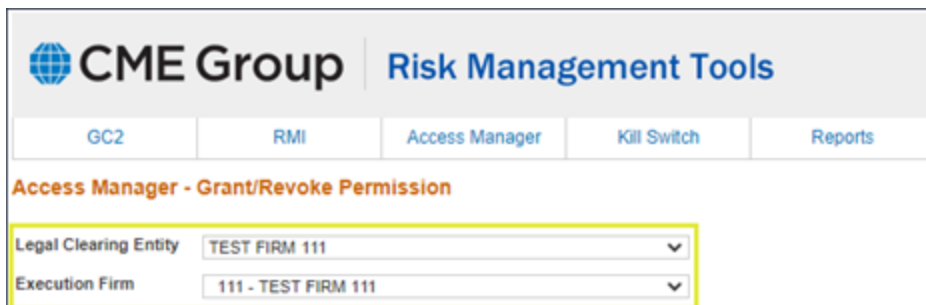 CME Group Risk Management Tools
GC2 RMI Access Manager Kill Switch Reports
Access Manager - Grant/Revoke Permission
Legal Clearing Entity TEST FIRM 111
Execution Firm 111 - TEST FIRM 111